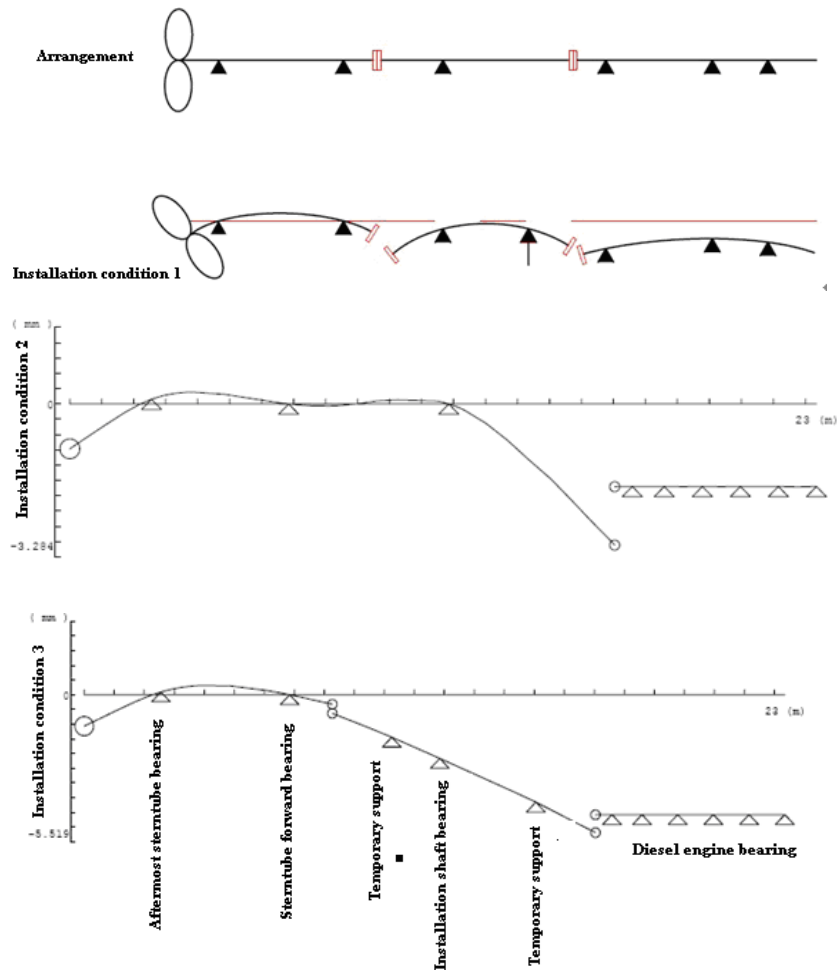 Arrangement
Installation condition 1
( mm )
0
-3.294
23 (m)
Installation condition 2
( mm )
0
-5.519
23 (m)
Installation condition 3
Aftermost sterntube bearing
Sterntube forward bearing
Temporary support
Installation shaft bearing
Temporary support
Diesel engine bearing